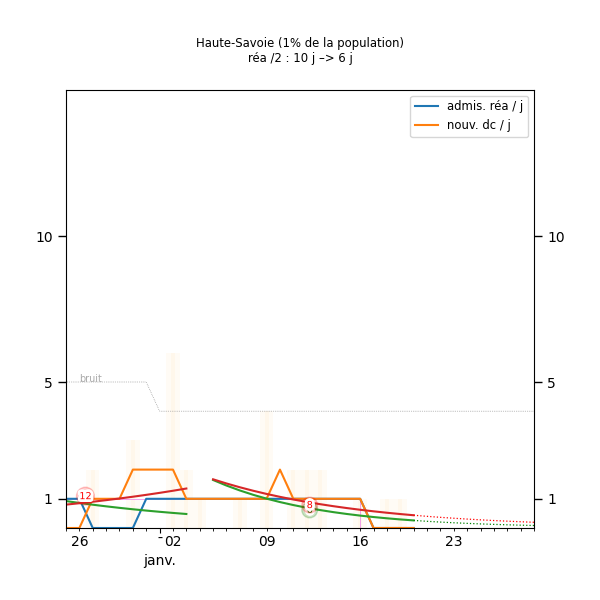 Haute-Savoie (1% de la population)
réa /2 : 10 j –> 6 j
admis. réa / j
nouv. dc / j
10 10
bruit
5 5
12
8
1 1
26 02 09 16 23
janv.